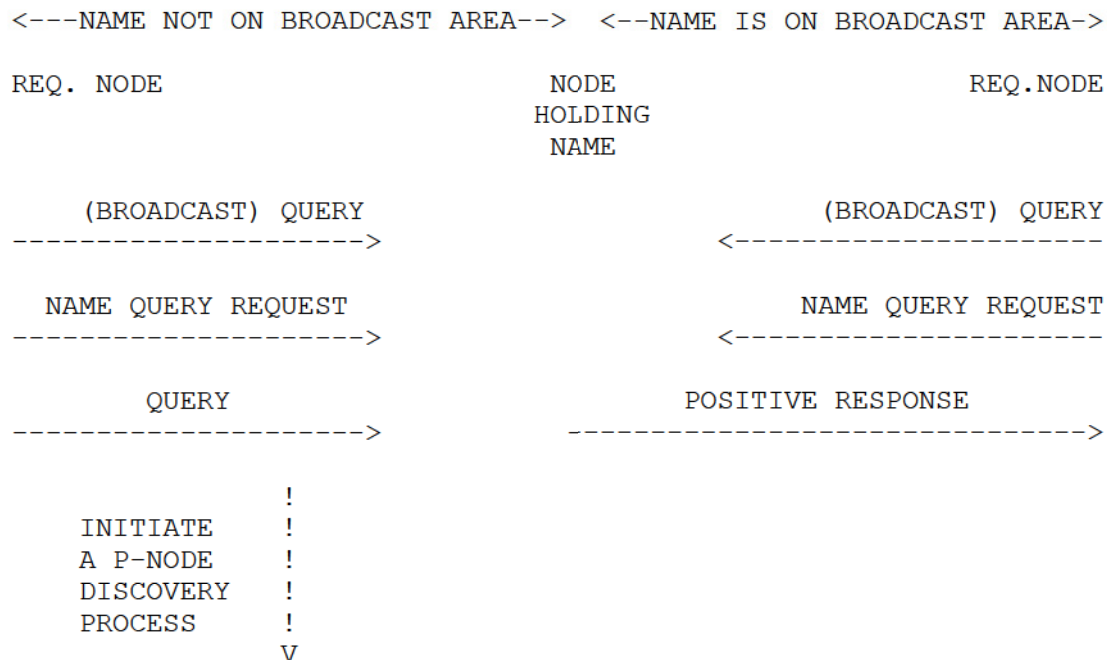 <---NAME NOT ON BROADCAST AREA-->  <--NAME IS ON BROADCAST AREA->
REQ. NODE                       NODE                     REQ.NODE
                               HOLDING
                                NAME
    (BROADCAST) QUERY                           (BROADCAST) QUERY
--------------------->                    <----------------------
  NAME QUERY REQUEST                           NAME QUERY REQUEST
--------------------->                    <----------------------
        QUERY                           POSITIVE RESPONSE
--------------------->           ------------------------------->
                !
    INITIATE    !
    A P-NODE    !
    DISCOVERY   !
    PROCESS     !
                V